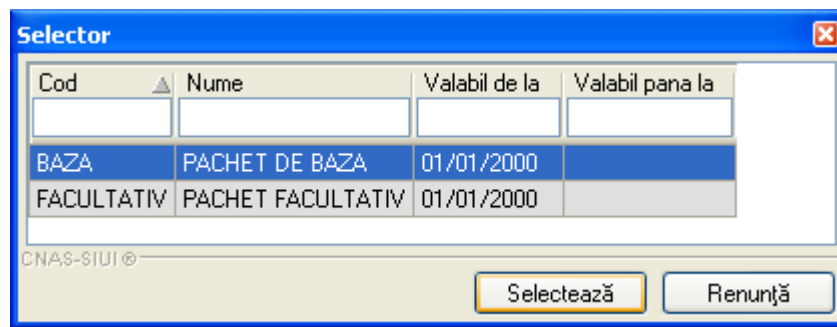 Selector
Cod Nume Valabil de la Valabil pana la
BAZA PACHET DE BAZA 01/01/2000
FACULTATIV PACHET FACULTATIV 01/01/2000
CNAS-SIUI ®
Selectează Renunță